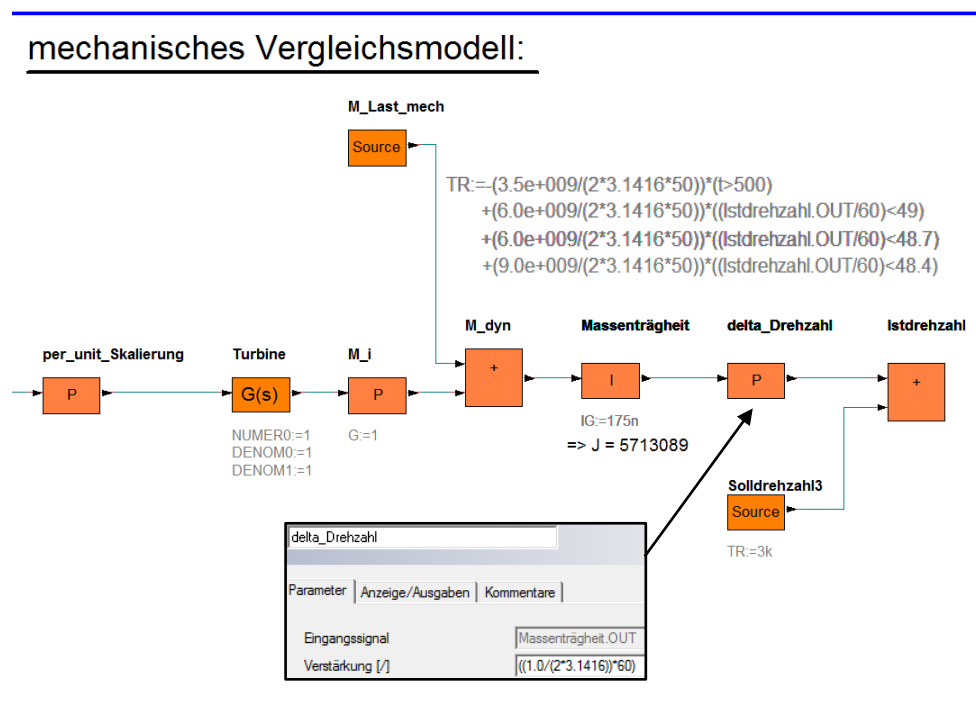 mechanisches Vergleichsmodell:
M_Last_mech
Source
TR:=-(3.5e+009/(2*3.1416*50))*(t>500)
+(6.0e+009/(2*3.1416*50))*((Istdrehzahl.OUT/60)<49)
+(6.0e+009/(2*3.1416*50))*((Istdrehzahl.OUT/60)<48.7)
+(9.0e+009/(2*3.1416*50))*((Istdrehzahl.OUT/60)<48.4)
per_unit_Skalierung
P
Turbine
G(s)
NUMER0:=1
DENOM0:=1
DENOM1:=1
M_i
P
G:=1
M_dyn
+
Massenträgheit
I
IG:=175n
=> J = 5713089
delta_Drehzahl
P
Istdrehzahl
+
Solldrehzahl3
Source
TR:=3k
delta_Drehzahl
Parameter Anzeige/Ausgaben Kommentare
Eingangssignal Massenträgheit.OUT
Verstärkung [/] ((1.0/(2*3.1416))*60)